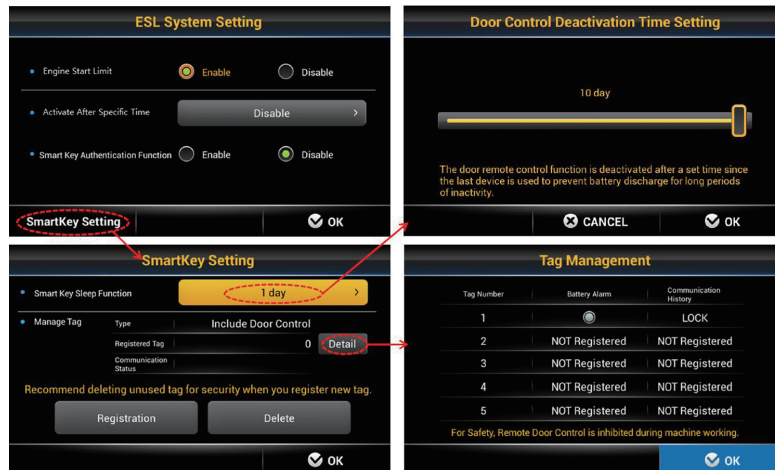 ESL System Setting
Engine Start Limit
Enable
Disable
Activate After Specific Time
Disable
Smart Key Authentication Function
Enable
Disable
SmartKey Setting
OK
Door Control Deactivation Time Setting
10 day
The door remote control function is deactivated after a set time since
the last device is used to prevent battery discharge for long periods
of inactivity.
CANCEL
OK
SmartKey Setting
Smart Key Sleep Function
1 day
Manage Tag
Type
Include Door Control
Registered Tag
0
Detail
Communication
Status
Recommend deleting unused tag for security when you register new tag.
Registration
Delete
OK
Tag Management
Tag Number
Battery Alarm
Communication
History
1
LOCK
2
NOT Registered
NOT Registered
3
NOT Registered
NOT Registered
4
NOT Registered
NOT Registered
5
NOT Registered
NOT Registered
For Safety, Remote Door Control is inhibited during machine working.
OK